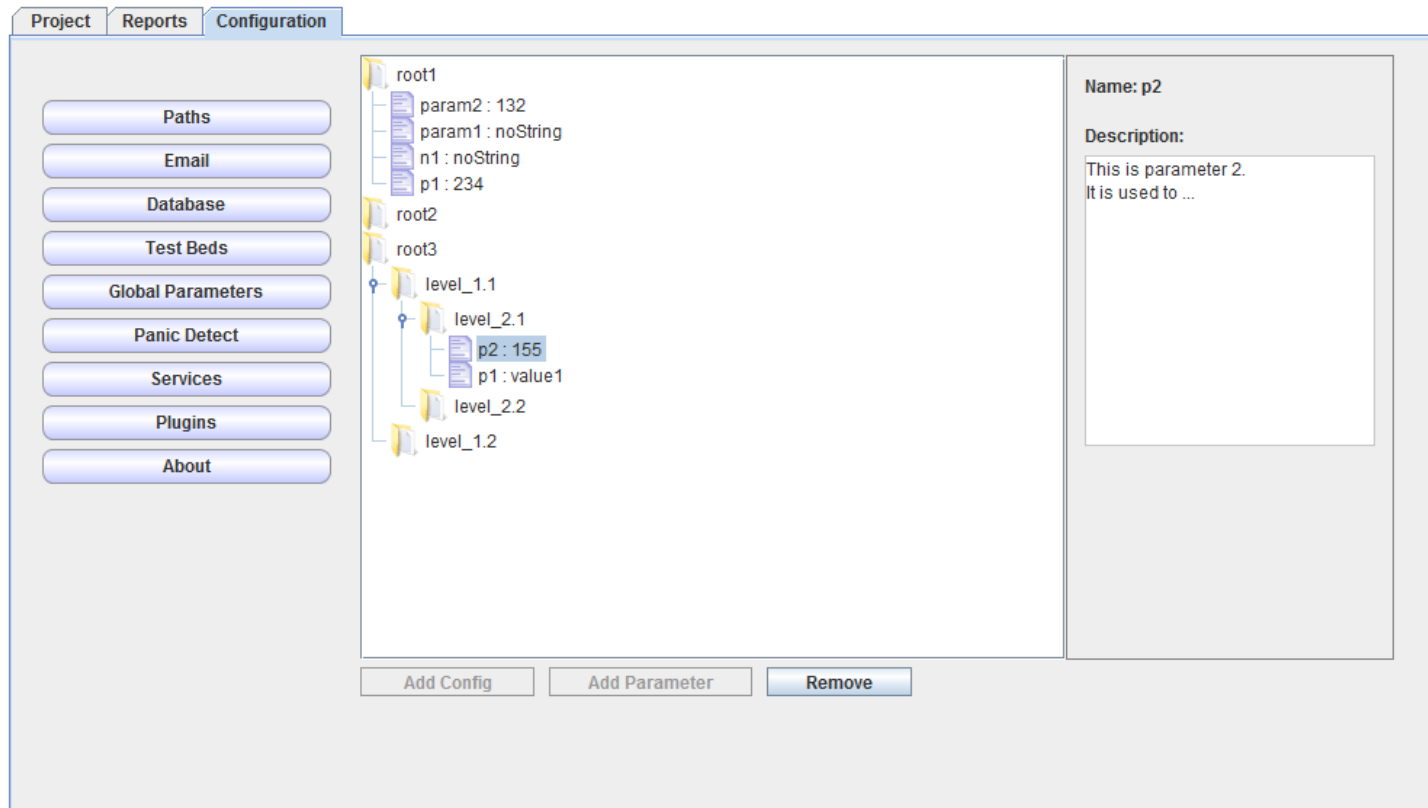 Project Reports Configuration
Paths
Email
Database
Test Beds
Global Parameters
Panic Detect
Services
Plugins
About
root1
param2 : 132
param1 : noString
n1 : noString
p1 : 234
root2
root3
level_1.1
level_2.1
p2 : 155
p1 : value1
level_2.2
level_1.2
Add Config Add Parameter Remove
Name: p2
Description:
This is parameter 2.
It is used to ...